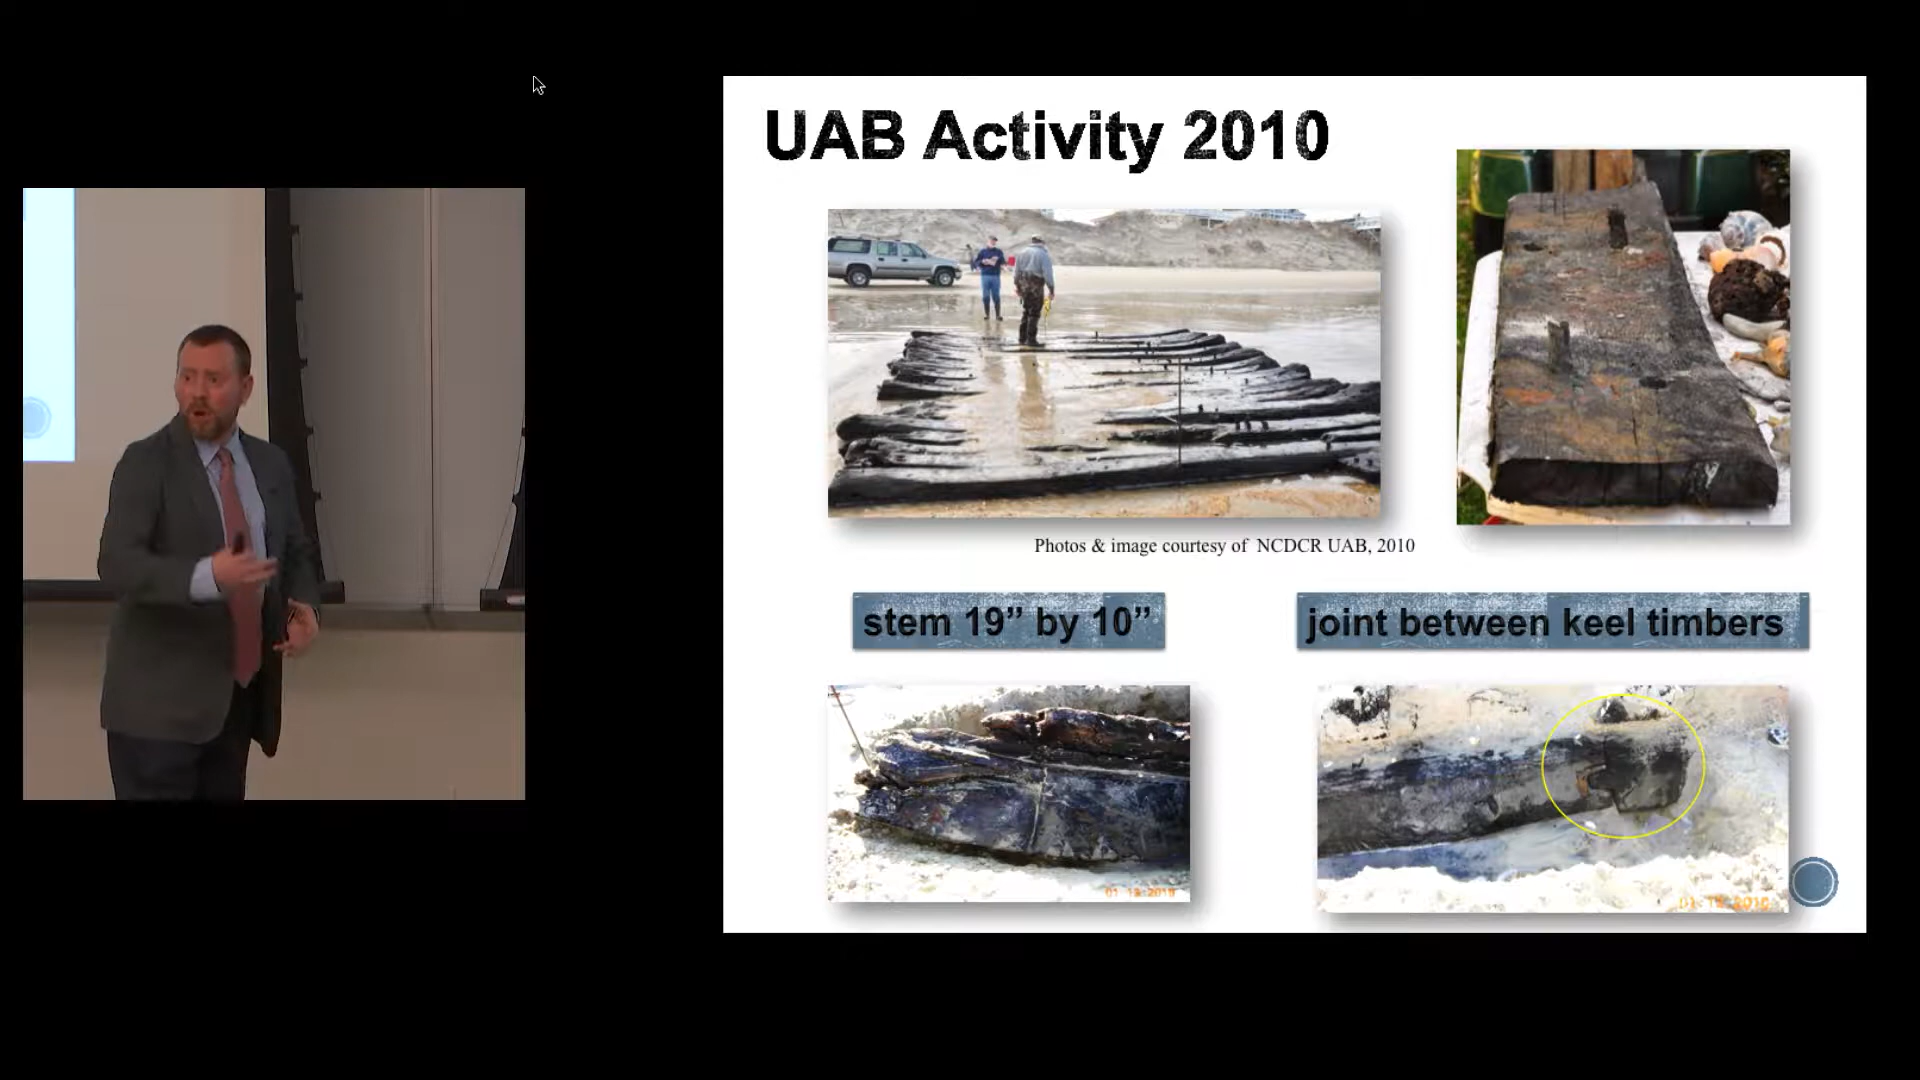 UAB Activity 2010
Photos & image courtesy of NCDCR UAB, 2010
stem 19” by 10”
joint between keel timbers